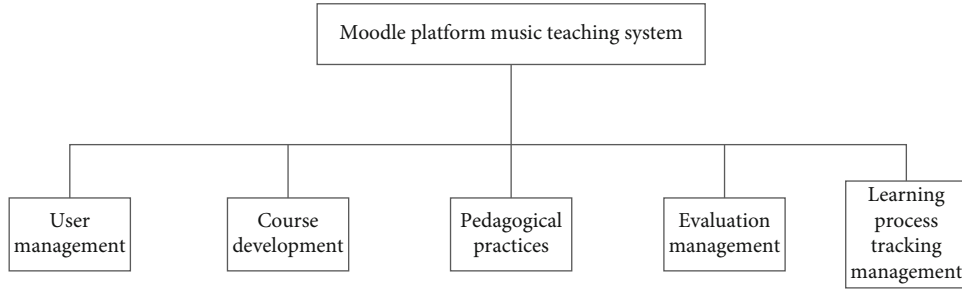 Moodle platform music teaching system
User
management
Course
development
Pedagogical
practices
Evaluation
management
Learning
process
tracking
management